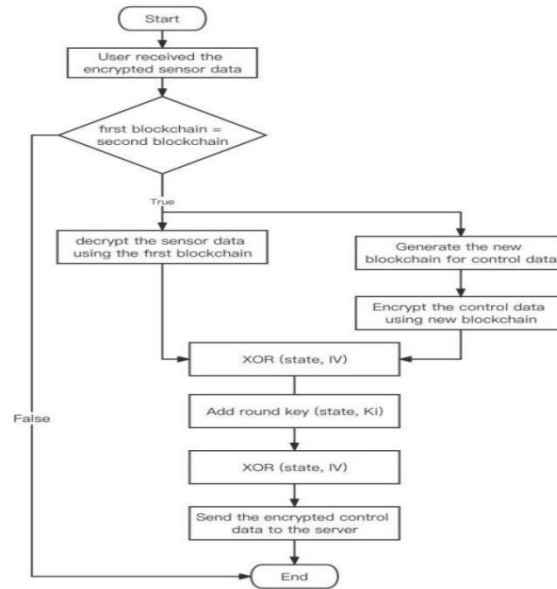 Start
User received the
encrypted sensor data
first blockchain =
second blockchain
True
decrypt the sensor data
using the first blockchain
Generate the new
blockchain for control data
Encrypt the control data
using new blockchain
XOR (state, IV)
False
Add round key (state, Ki)
XOR (state, IV)
Send the encrypted control
data to the server
End